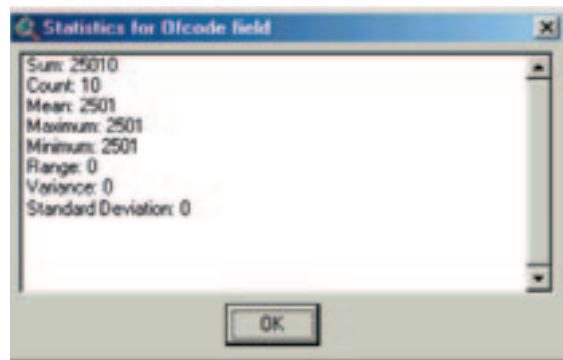 Statistics for Ofcode field
Sum: 25010
Count: 10
Mean: 2501
Maximum: 2501
Minimum: 2501
Range: 0
Variance: 0
Standard Deviation: 0
OK